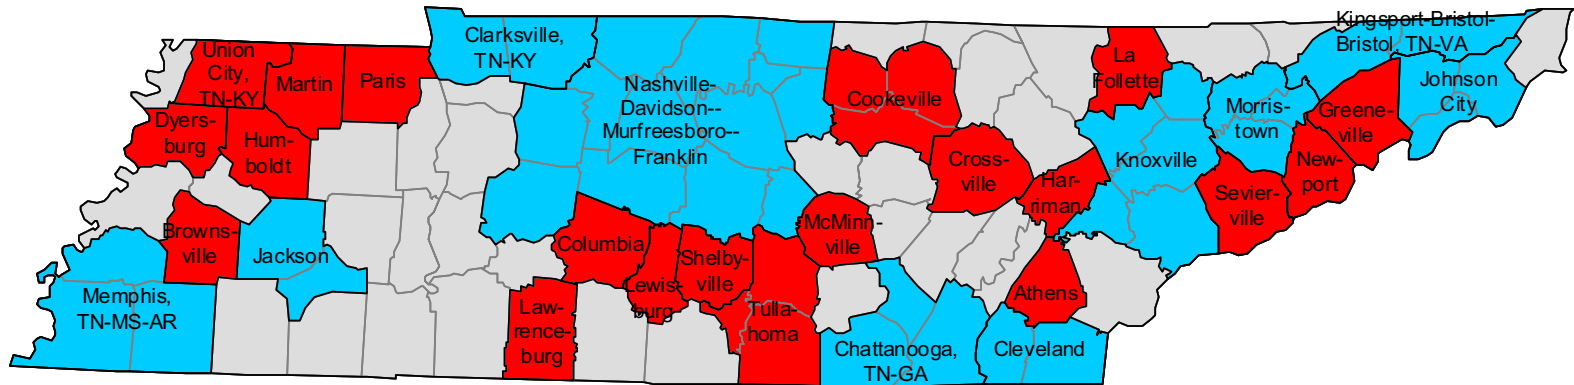 Union
City,
TN-KY
Martin
Paris
Clarksville,
TN-KY
Nashville-
Davidson--
Murfreesboro--
Franklin
Cookeville
La
Follette
Kingsport-Bristol-
Bristol, TN-VA
Johnson
City
Morris-
town
Greene-
ville
Dyers-
burg
Hum-
boldt
Knoxville
Cross-
ville
Har-
riman
New-
port
Sevier-
ville
Browns-
ville
Jackson
Columbia
McMinn-
ville
Shelby-
ville
Lewis-
burg
Athens
Memphis,
TN-MS-AR
Law-
rence-
burg
Tulla-
homa
Chattanooga,
TN-GA
Cleveland